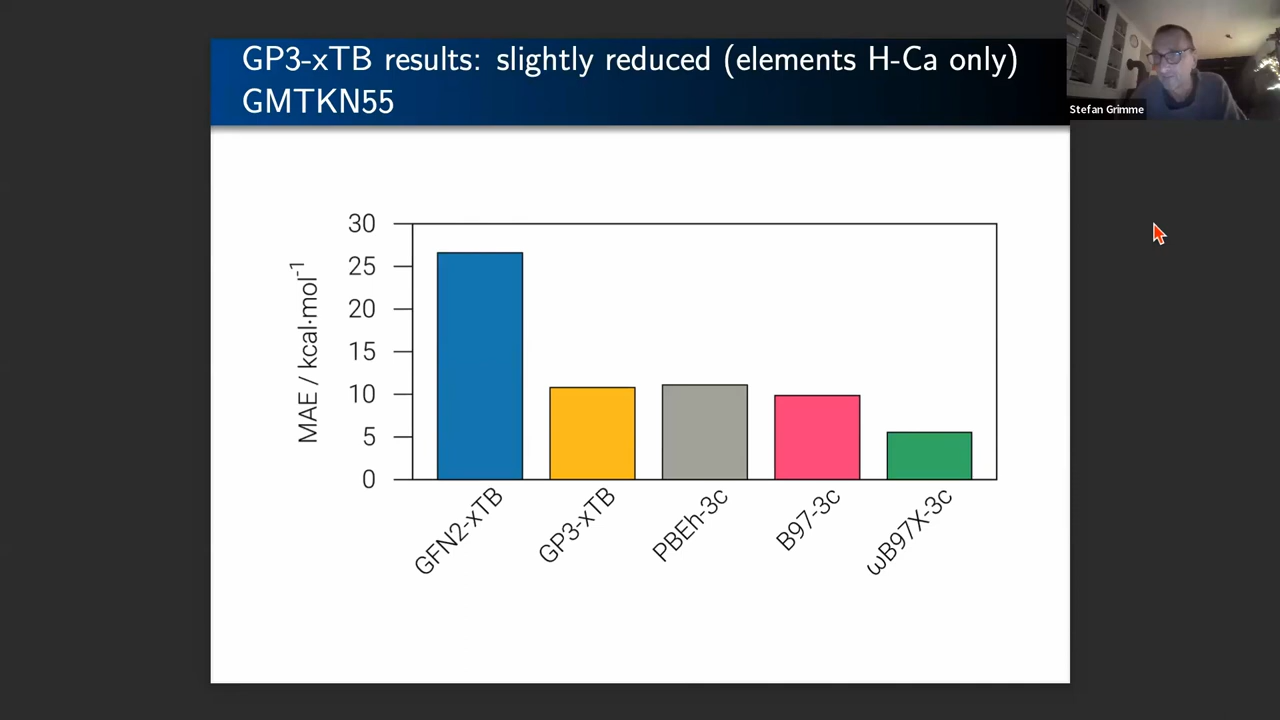 GP3-xTB results: slightly reduced (elements H-Ca only)
GMTKN55
Stefan Grimme
30
25
20
15
10
5
0
MAE / kcal·mol⁻¹
GFN2-xTB
GP3-xTB
PBEh-3c
B97-3c
ωB97X-3c